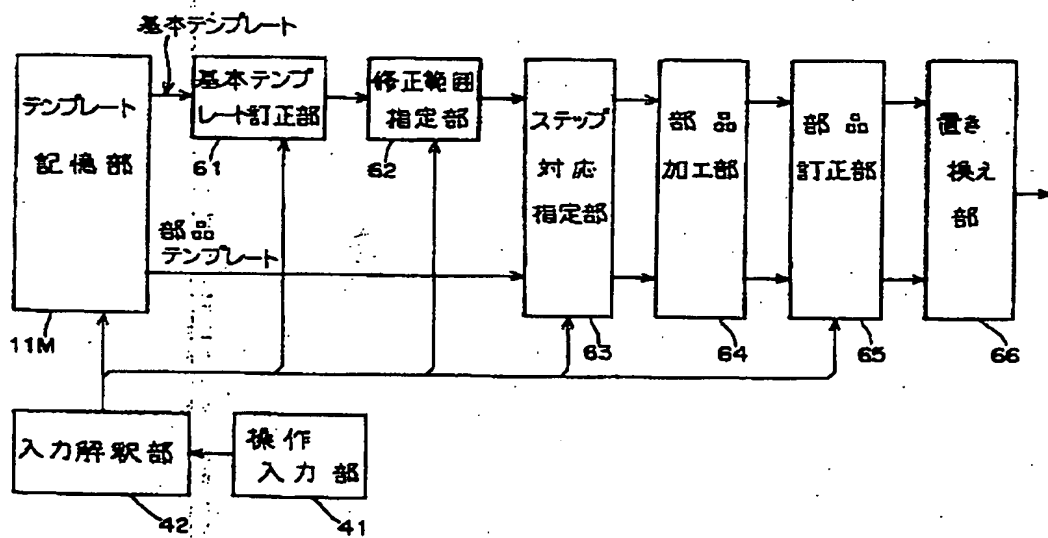 基本テンプレート
テンプレート
記憶部
11M
基本テンプ
レート訂正部
61
修正範囲
指定部
62
部品
テンプレート
ステップ
対応
指定部
63
部品
加工部
64
部品
訂正部
65
置き
換え
部
66
入力解釈部
42
操作
入力部
41